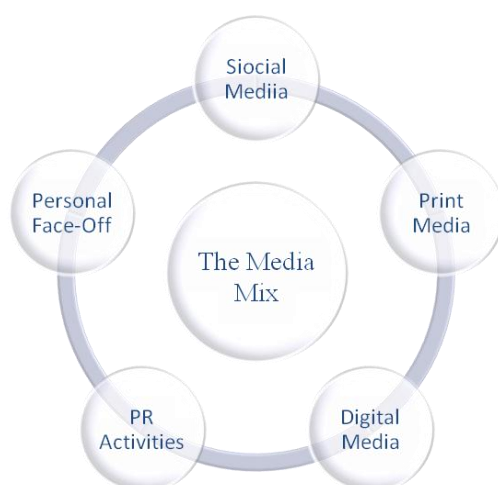 Siocial
Mediia
Personal
Face-Off
Print
Media
The Media
Mix
PR
Activities
Digital
Media